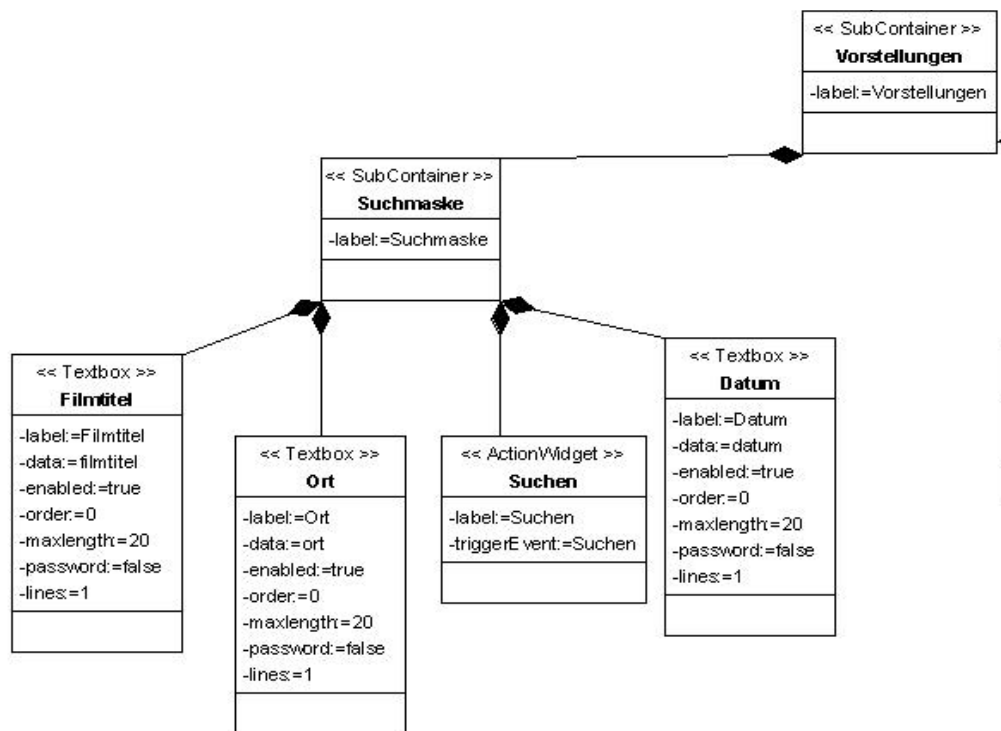 << SubContainer >>
Vorstellungen
-label:=Vorstellungen
<< SubContainer >>
Suchmaske
-label:=Suchmaske
<< Textbox >>
Filmtitel
-label:=Filmtitel
-data:=filmtitel
-enabled:=true
-order:=0
-maxlength:=20
-password:=false
-lines:=1
<< Textbox >>
Ort
-label:=Ort
-data:=ort
-enabled:=true
-order:=0
-maxlength:=20
-password:=false
-lines:=1
<< ActionWidget >>
Suchen
-label:=Suchen
-triggerEvent:=Suchen
<< Textbox >>
Datum
-label:=Datum
-data:=datum
-enabled:=true
-order:=0
-maxlength:=20
-password:=false
-lines:=1